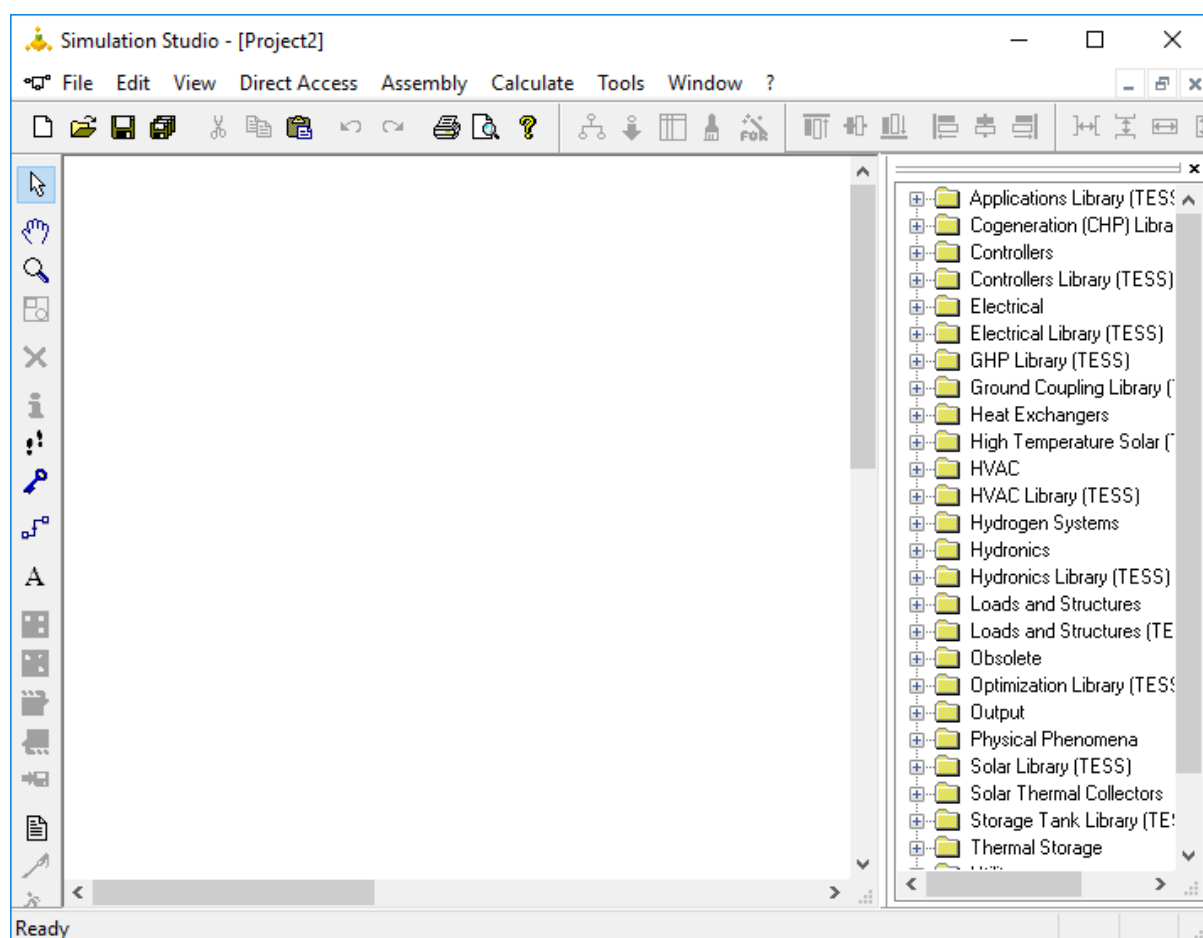 Simulation Studio - [Project2]
File Edit View Direct Access Assembly Calculate Tools Window ?
FOR
Applications Library (TESS
Cogeneration (CHP) Libra
Controllers
Controllers Library (TESS)
Electrical
Electrical Library (TESS)
GHP Library (TESS)
Ground Coupling Library (
Heat Exchangers
High Temperature Solar (
HVAC
HVAC Library (TESS)
Hydrogen Systems
Hydronics
Hydronics Library (TESS)
Loads and Structures
Loads and Structures (TE
Obsolete
Optimization Library (TESS
Output
Physical Phenomena
Solar Library (TESS)
Solar Thermal Collectors
Storage Tank Library (TE
Thermal Storage
A
Ready